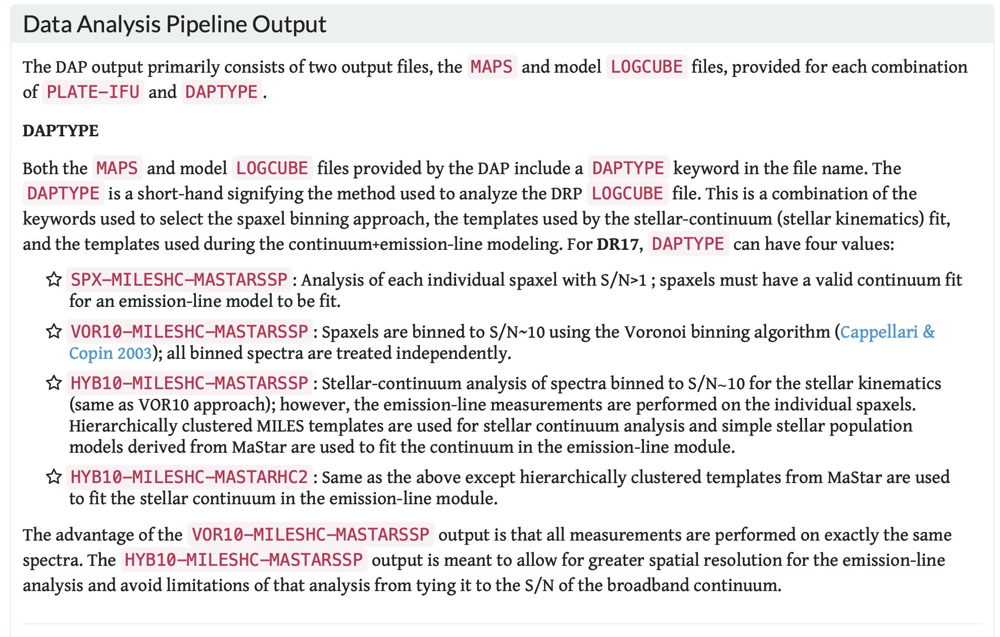 Data Analysis Pipeline Output
The DAP output primarily consists of two output files, the MAPS and model LOGCUBE files, provided for each combination
of PLATE-IFU and DAPTYPE.
DAPTYPE
Both the MAPS and model LOGCUBE files provided by the DAP include a DAPTYPE keyword in the file name. The
DAPTYPE is a short-hand signifying the method used to analyze the DRP LOGCUBE file. This is a combination of the
keywords used to select the spaxel binning approach, the templates used by the stellar-continuum (stellar kinematics) fit,
and the templates used during the continuum+emission-line modeling. For DR17, DAPTYPE can have four values:
SPX-MILESHC-MASTARSSP: Analysis of each individual spaxel with S/N>1 ; spaxels must have a valid continuum fit
for an emission-line model to be fit.
VOR10-MILESHC-MASTARSSP: Spaxels are binned to S/N~10 using the Voronoi binning algorithm (Cappellari &
Copin 2003); all binned spectra are treated independently.
HYB10-MILESHC-MASTARSSP: Stellar-continuum analysis of spectra binned to S/N~10 for the stellar kinematics
(same as VOR10 approach); however, the emission-line measurements are performed on the individual spaxels.
Hierarchically clustered MILES templates are used for stellar continuum analysis and simple stellar population
models derived from MaStar are used to fit the continuum in the emission-line module.
HYB10-MILESHC-MASTARHC2: Same as the above except hierarchically clustered templates from MaStar are used
to fit the stellar continuum in the emission-line module.
The advantage of the VOR10-MILESHC-MASTARSSP output is that all measurements are performed on exactly the same
spectra. The HYB10-MILESHC-MASTARSSP output is meant to allow for greater spatial resolution for the emission-line
analysis and avoid limitations of that analysis from tying it to the S/N of the broadband continuum.